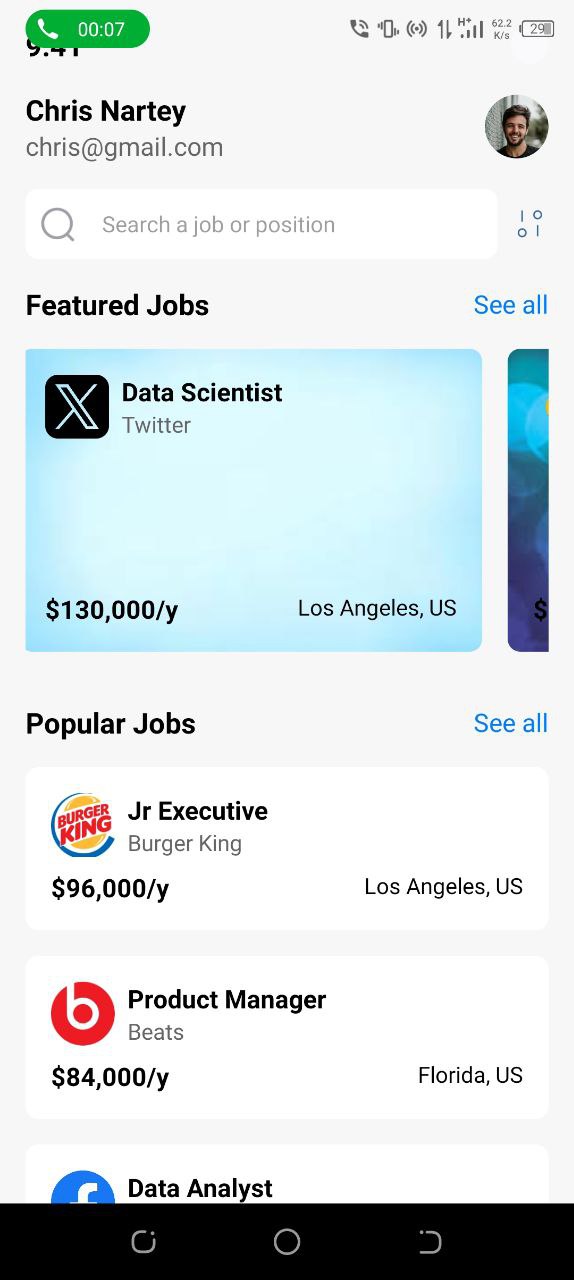 00:07
H+
62.2
K/s
29
9:41
Chris Nartey
chris@gmail.com
Search a job or position
Featured Jobs
See all
Data Scientist
Twitter
$130,000/y
Los Angeles, US
$
Popular Jobs
See all
BURGER
KING
Jr Executive
Burger King
$96,000/y
Los Angeles, US
b
Product Manager
Beats
$84,000/y
Florida, US
f
Data Analyst